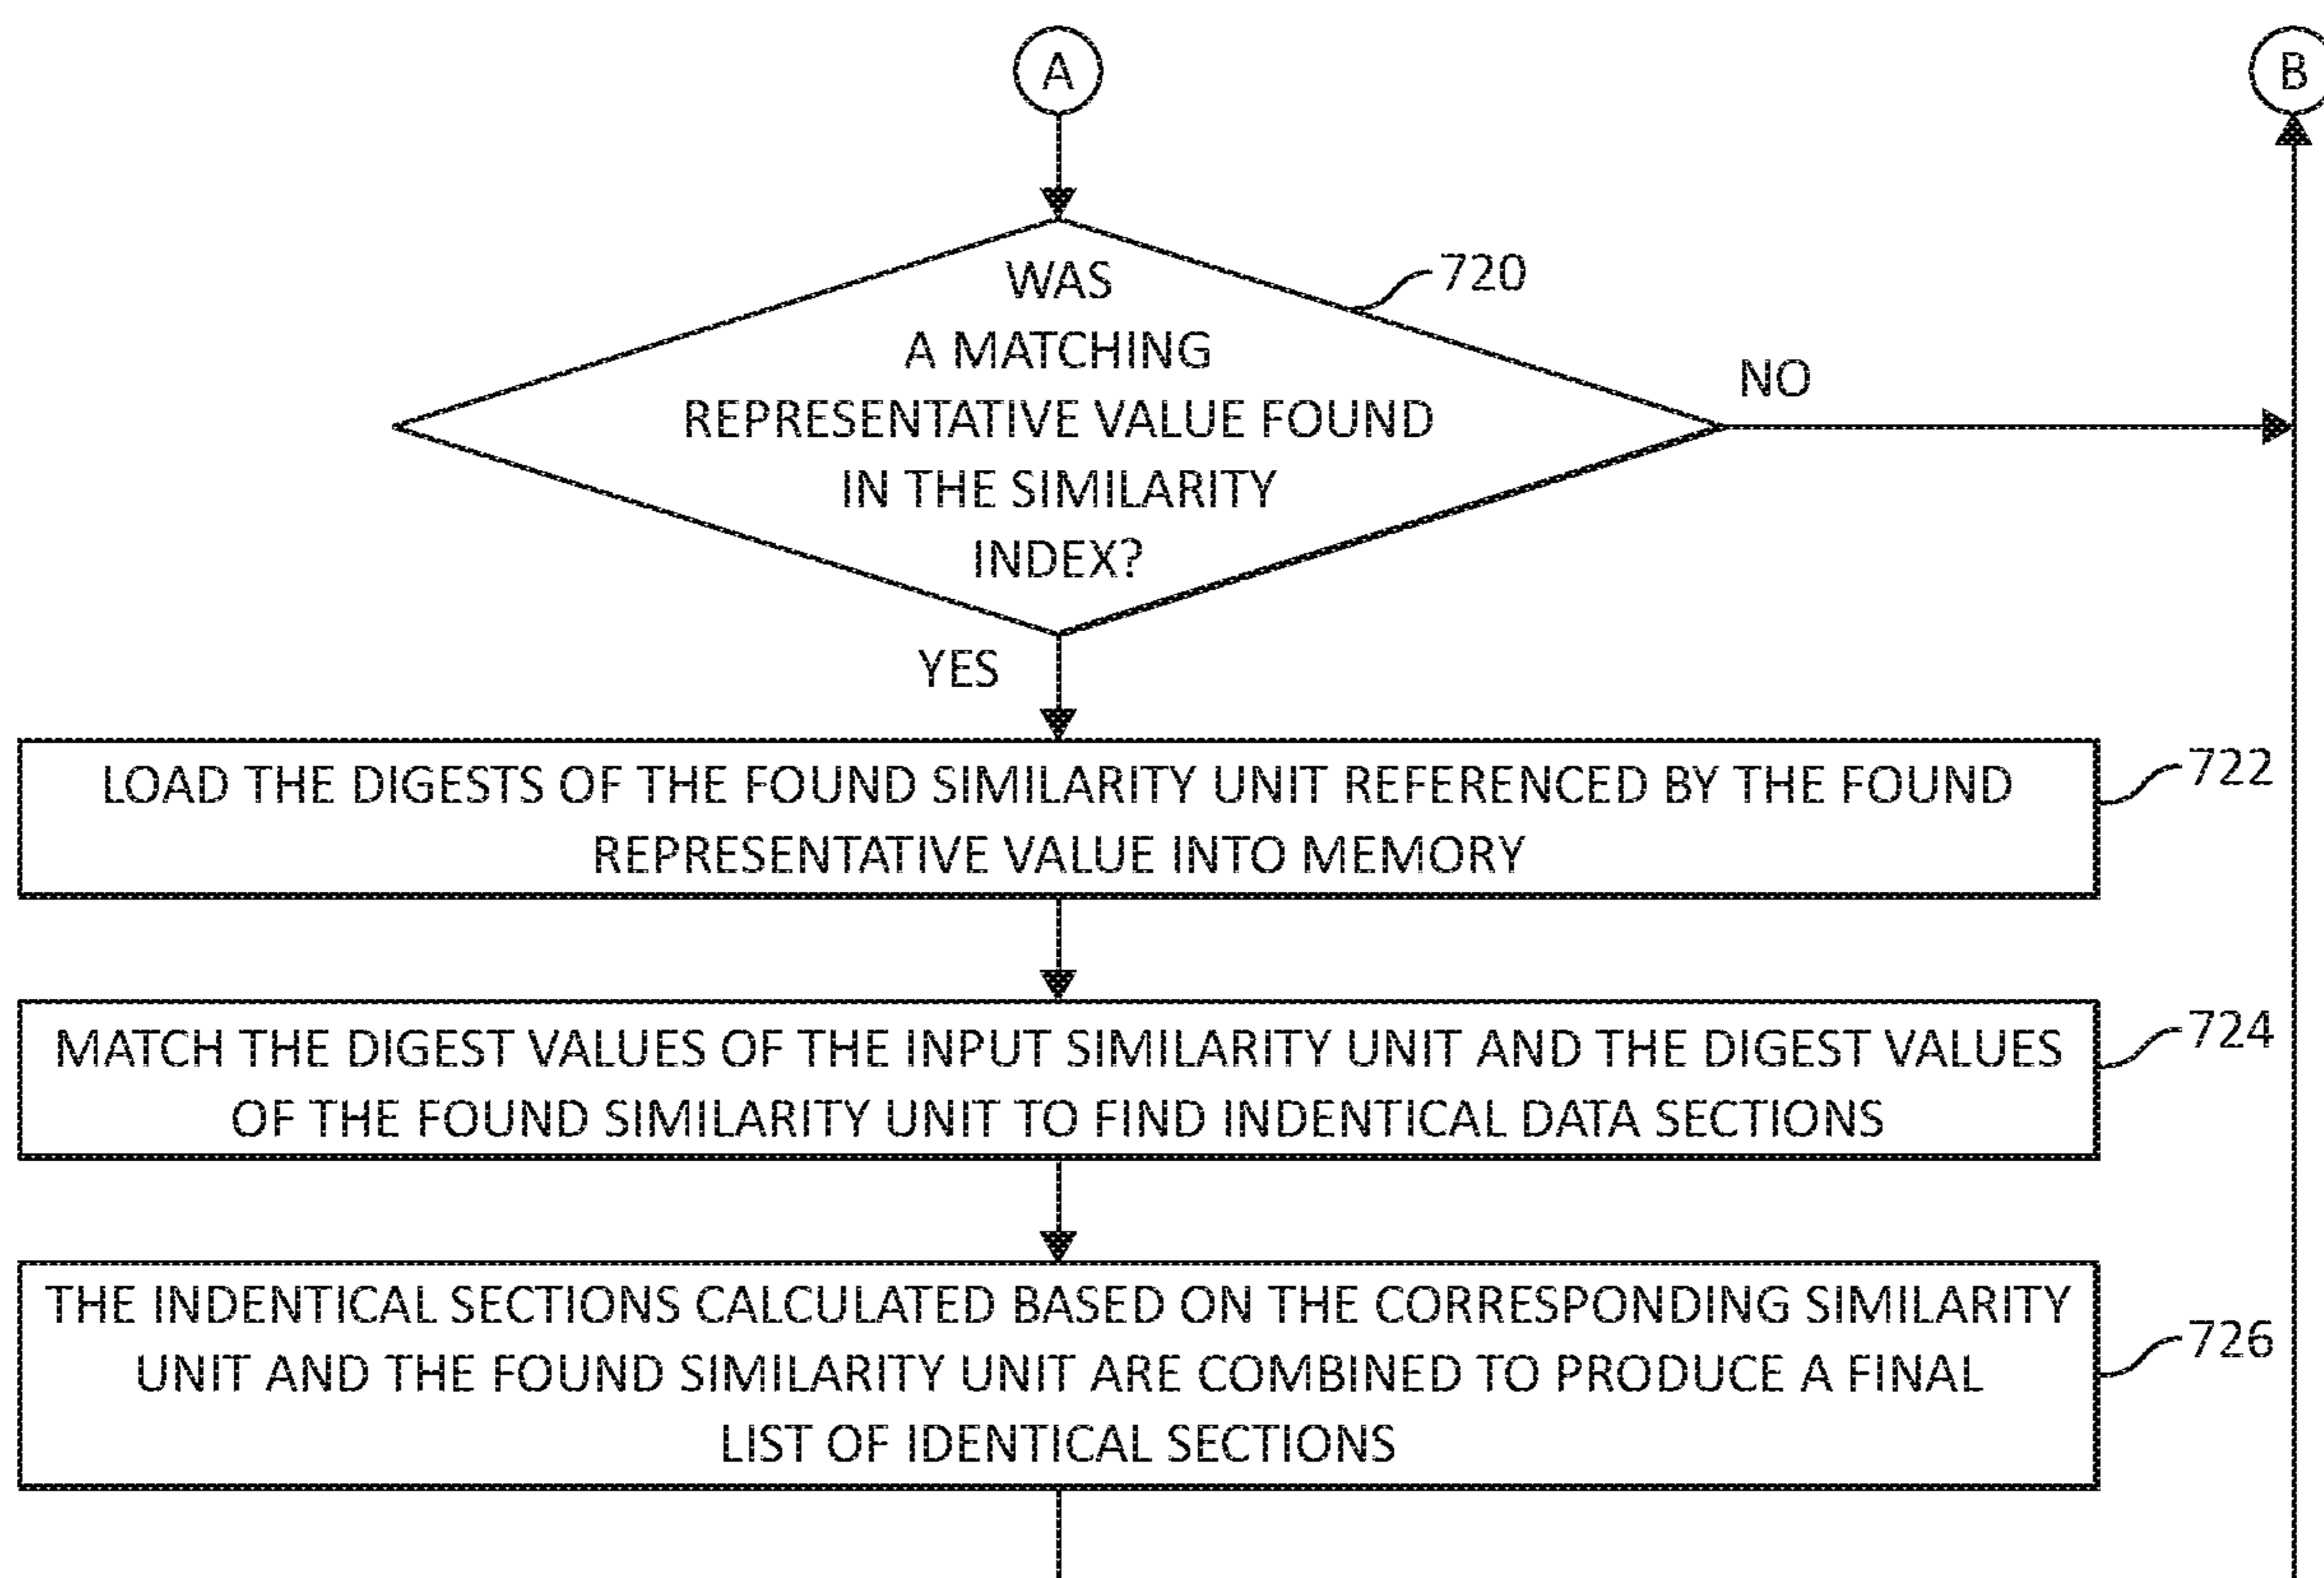 A
B
WAS
A MATCHING
REPRESENTATIVE VALUE FOUND
IN THE SIMILARITY
INDEX?
720
NO
YES
LOAD THE DIGESTS OF THE FOUND SIMILARITY UNIT REFERENCED BY THE FOUND
REPRESENTATIVE VALUE INTO MEMORY
722
MATCH THE DIGEST VALUES OF THE INPUT SIMILARITY UNIT AND THE DIGEST VALUES
OF THE FOUND SIMILARITY UNIT TO FIND INDENTICAL DATA SECTIONS
724
THE INDENTICAL SECTIONS CALCULATED BASED ON THE CORRESPONDING SIMILARITY
UNIT AND THE FOUND SIMILARITY UNIT ARE COMBINED TO PRODUCE A FINAL
LIST OF IDENTICAL SECTIONS
726